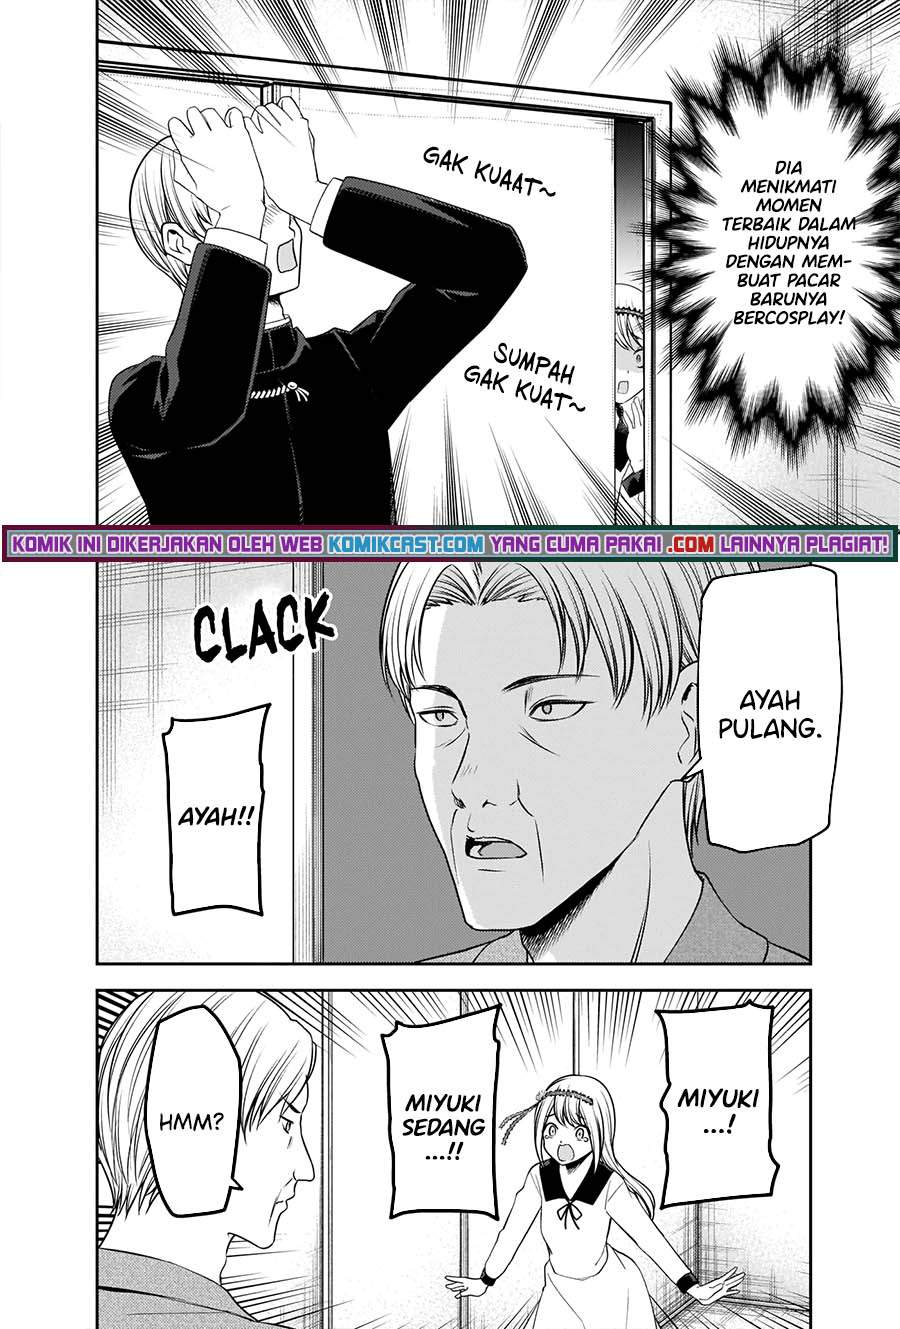 DIA
MENIKMATI
MOMEN
TERBAIK DALAM
HIDUPNYA
DENGAN MEM-
BUAT PACAR
BARUNYA
BERCOSPLAY!
GAK KUAAT~
SUMPAH
GAK KUAT~
KOMIK INI DIKERJAKAN OLEH WEB KOMIKCAST.COM YANG CUMA PAKAI .COM LAINNYA PLAGIAT!
AYAH
PULANG.
CLACK
AYAH!!
MIYUKI
...!
MIYUKI
SEDANG
...!!
HMM?